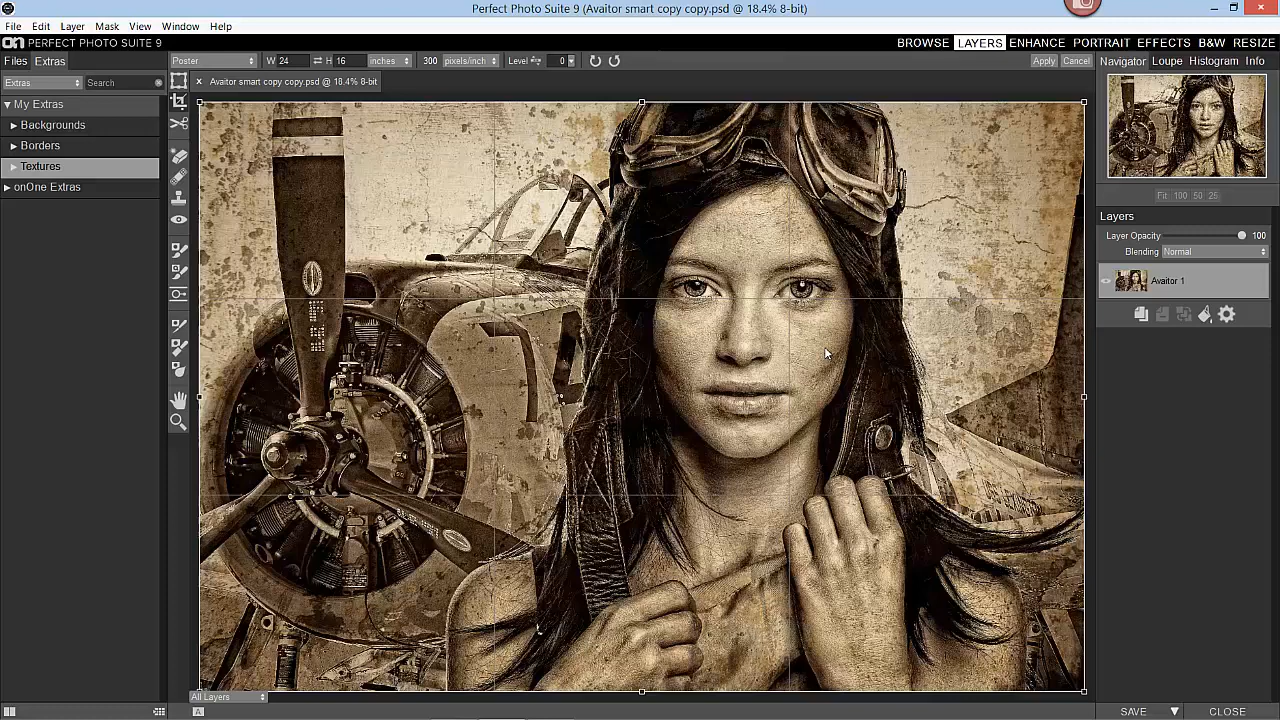 Perfect Photo Suite 9 (Avaitor smart copy copy.psd @ 18.4% 8-bit)
File Edit Layer Mask View Window Help
on PERFECT PHOTO SUITE 9
BROWSE LAYERS ENHANCE PORTRAIT EFFECTS B&W RESIZE
Files Extras
Poster W 24 H 16 inches 300 pixels/inch Level 0 Apply Cancel
Navigator Loupe Histogram Info
Extras Search
× Avaitor smart copy copy.psd @ 18.4% 8-bit
My Extras
Backgrounds
Borders
Textures
onOne Extras
Fit 100 50 25
Layers
Layer Opacity 100
Blending Normal
Avaitor 1
All Layers
A
SAVE CLOSE